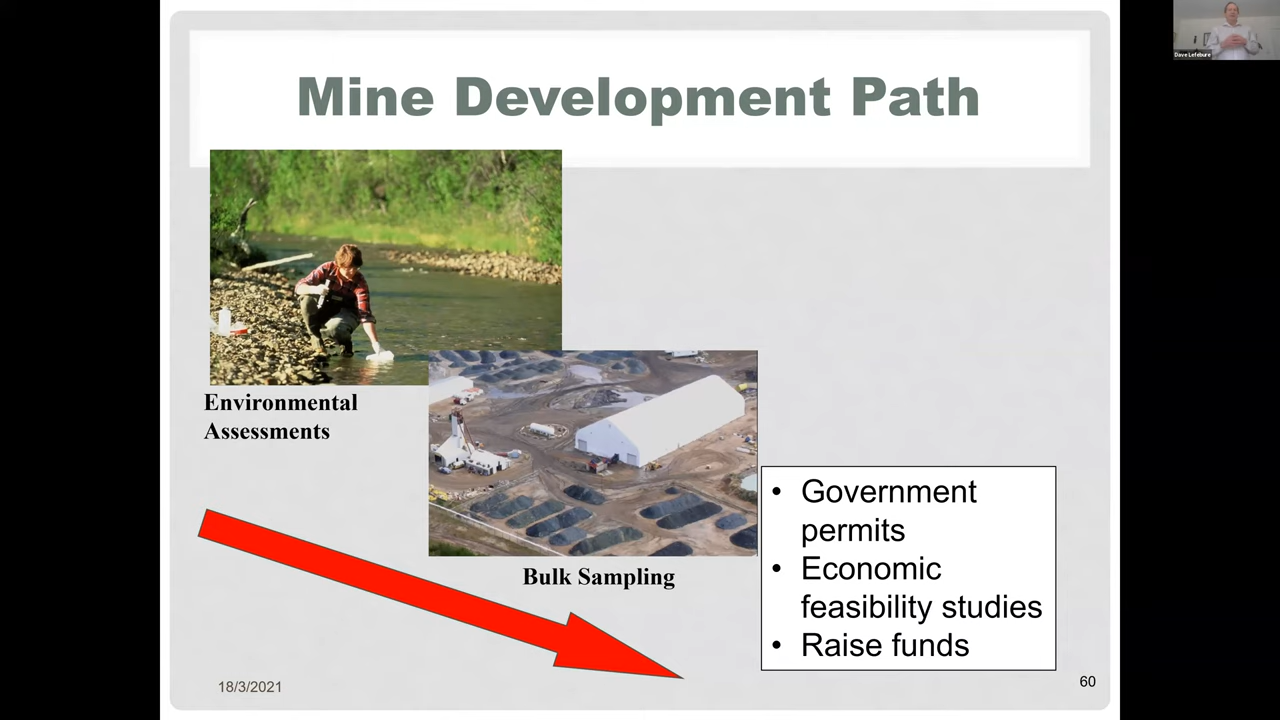 Mine Development Path
Dave Lefebure
Environmental
Assessments
Bulk Sampling
• Government
permits
• Economic
feasibility studies
• Raise funds
18/3/2021
60